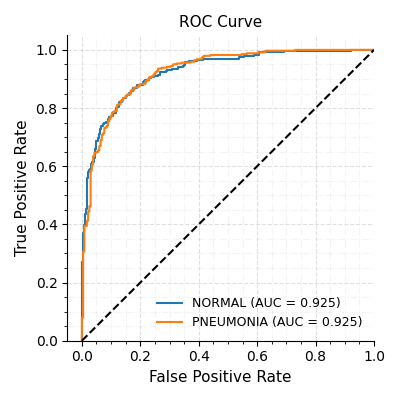 ROC Curve
True Positive Rate
1.0
0.8
0.6
0.4
0.2
0.0
NORMAL (AUC = 0.925)
PNEUMONIA (AUC = 0.925)
0.0 0.2 0.4 0.6 0.8 1.0
False Positive Rate